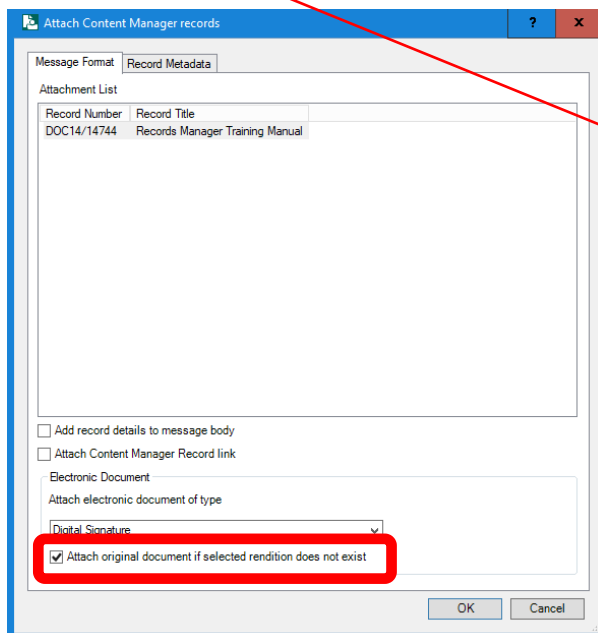 Attach Content Manager records ? x
Message Format Record Metadata
Attachment List
Record Number Record Title
DOC14/14744 Records Manager Training Manual
Add record details to message body
Attach Content Manager Record link
Electronic Document
Attach electronic document of type
Digital Signature
Attach original document if selected rendition does not exist
OK Cancel